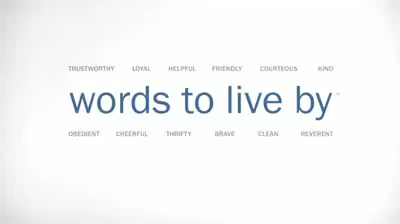 TRUSTWORTHY LOYAL HELPFUL FRIENDLY COURTEOUS KIND
words to live by
OBEDIENT CHEERFUL THRIFTY BRAVE CLEAN REVERENT